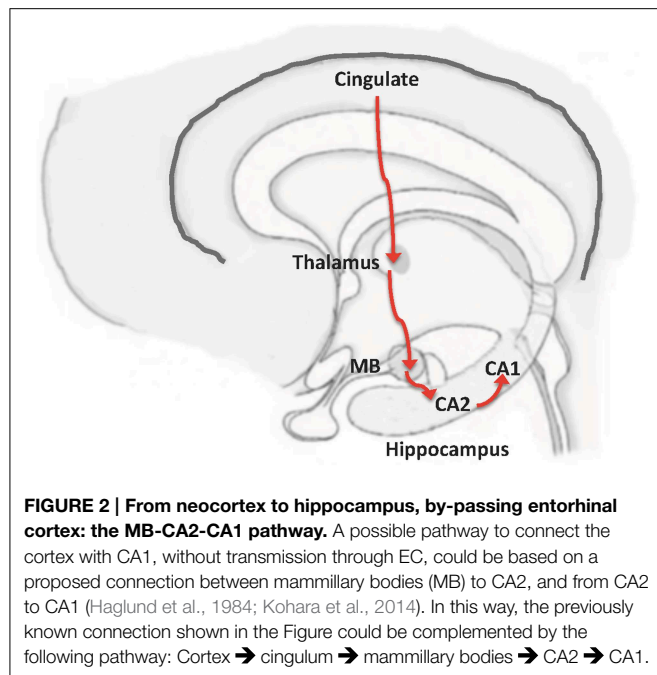 Cingulate
Thalamus
MB
CA1
CA2
Hippocampus
FIGURE 2 | From neocortex to hippocampus, by-passing entorhinal
cortex: the MB-CA2-CA1 pathway. A possible pathway to connect the
cortex with CA1, without transmission through EC, could be based on a
proposed connection between mammillary bodies (MB) to CA2, and from CA2
to CA1 (Haglund et al., 1984; Kohara et al., 2014). In this way, the previously
known connection shown in the Figure could be complemented by the
following pathway: Cortex ➔ cingulum ➔ mammillary bodies ➔ CA2 ➔ CA1.